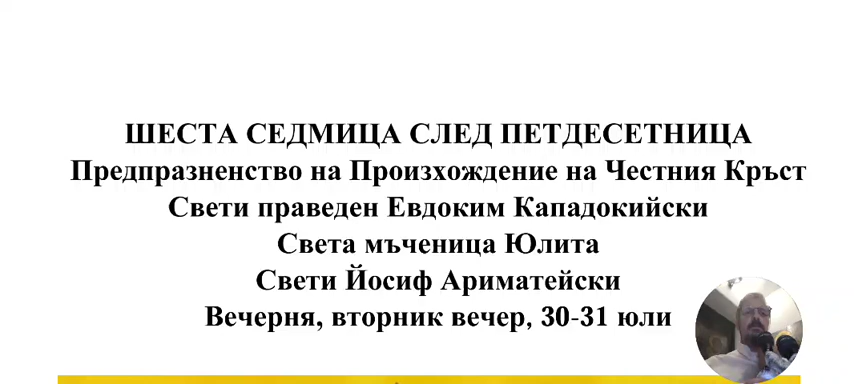 ШЕСТА СЕДМИЦА СЛЕД ПЕТДЕСЕТНИЦА
Предпразненство на Произхождение на Честния Кръст
Свети праведен Евдоким Кападокийски
Света мъченица Юлита
Свети Йосиф Ариматейски
Вечерня, вторник вечер, 30-31 юли